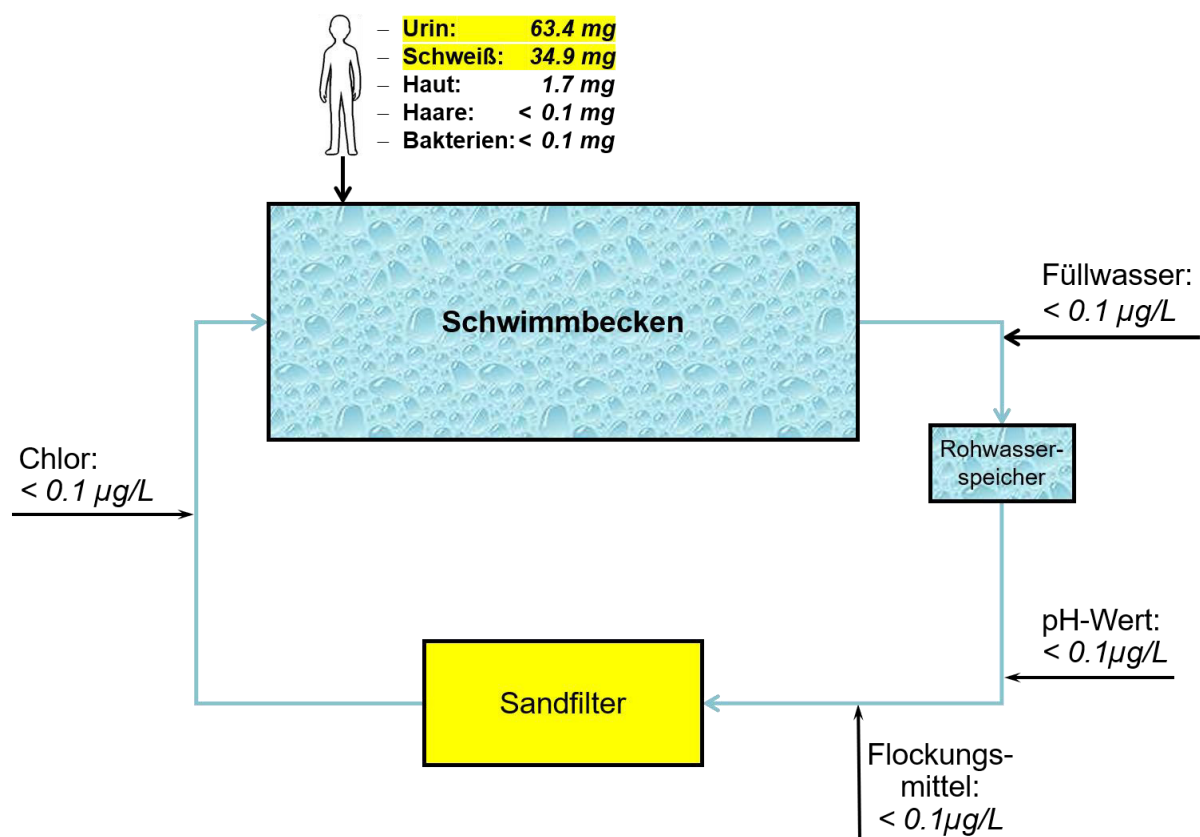 – Urin: 63.4 mg
– Schweiß: 34.9 mg
– Haut: 1.7 mg
– Haare: < 0.1 mg
– Bakterien: < 0.1 mg
Schwimmbecken
Füllwasser:
< 0.1 µg/L
Rohwasser-
speicher
Chlor:
< 0.1 µg/L
pH-Wert:
< 0.1µg/L
Sandfilter
Flockungs-
mittel:
< 0.1µg/L